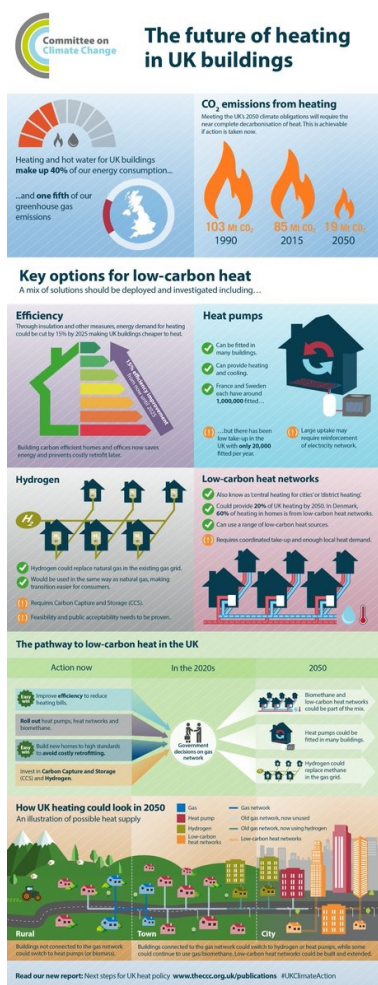 Committee on
Climate Change
The future of heating
in UK buildings
Heating and hot water for UK buildings
make up 40% of our energy consumption...
...and one fifth of our
greenhouse gas
emissions
CO2 emissions from heating
Meeting the UK's 2050 climate obligations will require the
near complete decarbonisation of heat. This is achievable
if action is taken now.
103 Mt CO2
1990
85 Mt CO2
2015
19 Mt CO2
2050
Key options for low-carbon heat
A mix of solutions should be deployed and investigated including...
Efficiency
Through insulation and other measures, energy demand for heating
could be cut by 15% by 2025 making UK buildings cheaper to heat.
15% efficiency improvement
from now until 2025
Building carbon efficient homes and offices now saves
energy and prevents costly retrofit later.
Heat pumps
Can be fitted in
many buildings.
Can provide heating
and cooling.
France and Sweden
each have around
1,000,000 fitted...
...but there has been
low take-up in the
UK with only 20,000
fitted per year.
Large uptake may
require reinforcement
of electricity network.
Hydrogen
H2
Hydrogen could replace natural gas in the existing gas grid.
Would be used in the same way as natural gas, making
transition easier for consumers.
Requires Carbon Capture and Storage (CCS).
Feasibility and public acceptability needs to be proven.
Low-carbon heat networks
Also known as 'central heating for cities' or 'district heating'.
Could provide 20% of UK heating by 2050. In Denmark,
60% of heating in homes is from low-carbon heat networks.
Can use a range of low-carbon heat sources.
Requires coordinated take-up and enough local heat demand.
The pathway to low-carbon heat in the UK
Action now
In the 2020s
2050
Easy win
Improve efficiency to reduce
heating bills.
Roll out heat pumps, heat networks and
biomethane.
Easy win
Build new homes to high standards
to avoid costly retrofitting.
Invest in Carbon Capture and Storage
(CCS) and Hydrogen.
Government
decisions on gas
network
Biomethane and
low-carbon heat networks
could be part of the mix.
Heat pumps could be
fitted in many buildings.
Hydrogen could
replace methane
in the gas grid.
How UK heating could look in 2050
An illustration of possible heat supply
Gas
Heat pump
Hydrogen
Low-carbon
heat networks
Gas network
Old gas network, now unused
Old gas network, now using hydrogen
Low-carbon heat networks
Rural
Town
City
Buildings not connected to the gas network
could switch to heat pumps (or biomass).
Buildings connected to the gas network could switch to hydrogen or heat pumps, while some
could continue to use gas/biomethane. Low-carbon heat networks could be built and extended.
Read our new report: Next steps for UK heat policy www.theccc.org.uk/publications #UKClimateAction